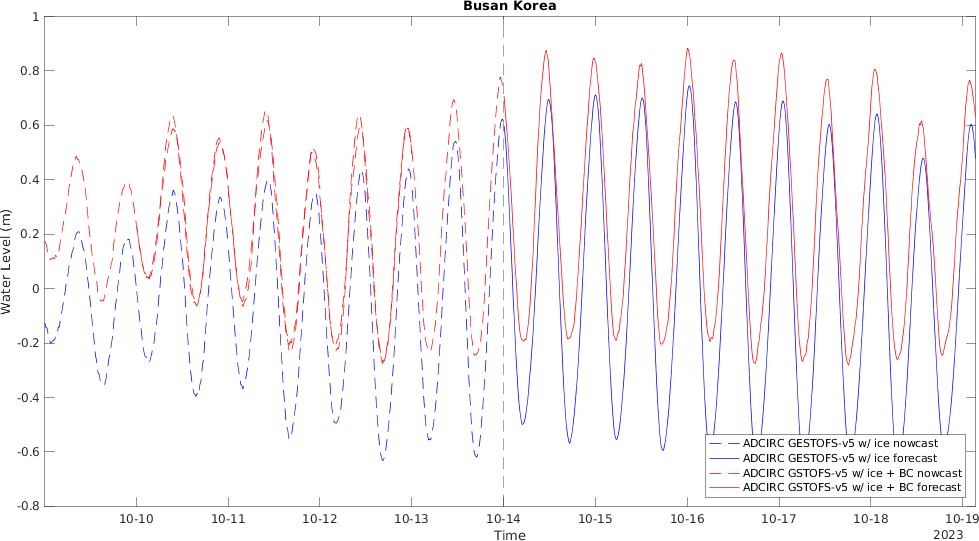 Busan Korea
Water Level (m)
1
0.8
0.6
0.4
0.2
0
-0.2
-0.4
-0.6
-0.8
ADCIRC GESTOFS-v5 w/ ice nowcast
ADCIRC GESTOFS-v5 w/ ice forecast
ADCIRC GSTOFS-v5 w/ ice + BC nowcast
ADCIRC GSTOFS-v5 w/ ice + BC forecast
10-10 10-11 10-12 10-13 10-14 10-15 10-16 10-17 10-18 10-19
Time
2023